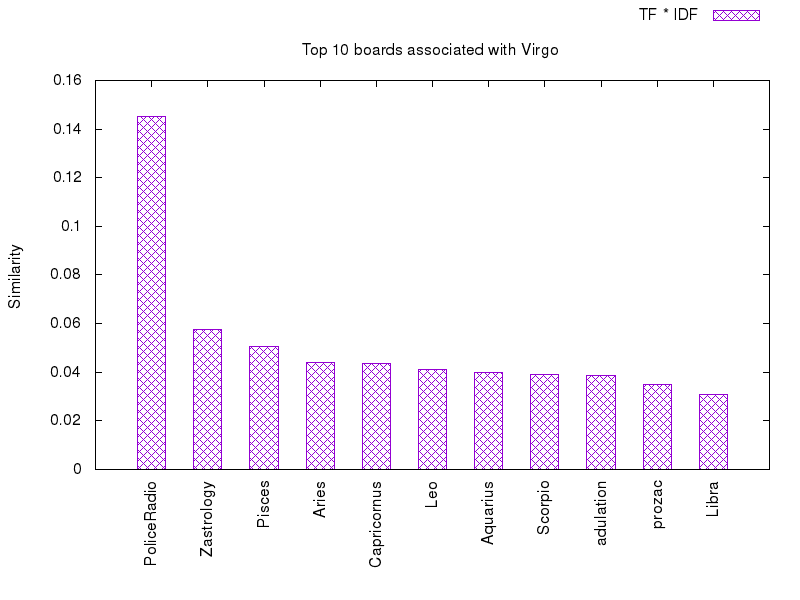 TF * IDF
Top 10 boards associated with Virgo
0.16
0.14
0.12
0.1
0.08
0.06
0.04
0.02
0
Similarity
PoliceRadio
Zastrology
Pisces
Aries
Capricornus
Leo
Aquarius
Scorpio
adulation
prozac
Libra